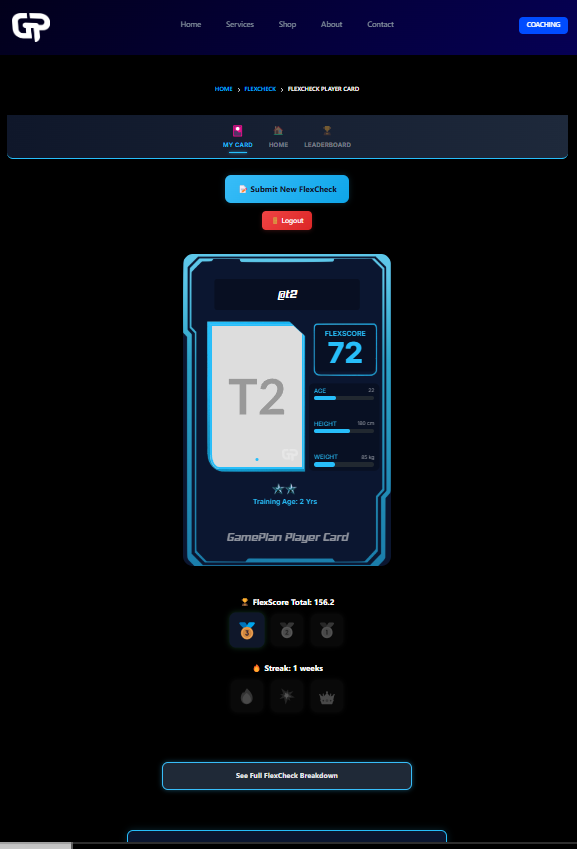 GP
Home Services Shop About Contact
COACHING
HOME › FLEXCHECK › FLEXCHECK PLAYER CARD
MY CARD HOME LEADERBOARD
Submit New FlexCheck
Logout
@t2
T2
GP
FLEXSCORE
72
AGE 22
HEIGHT 180 cm
WEIGHT 85 kg
Training Age: 2 Yrs
GamePlan Player Card
FlexScore Total: 156.2
3 2 1
Streak: 1 weeks
See Full FlexCheck Breakdown